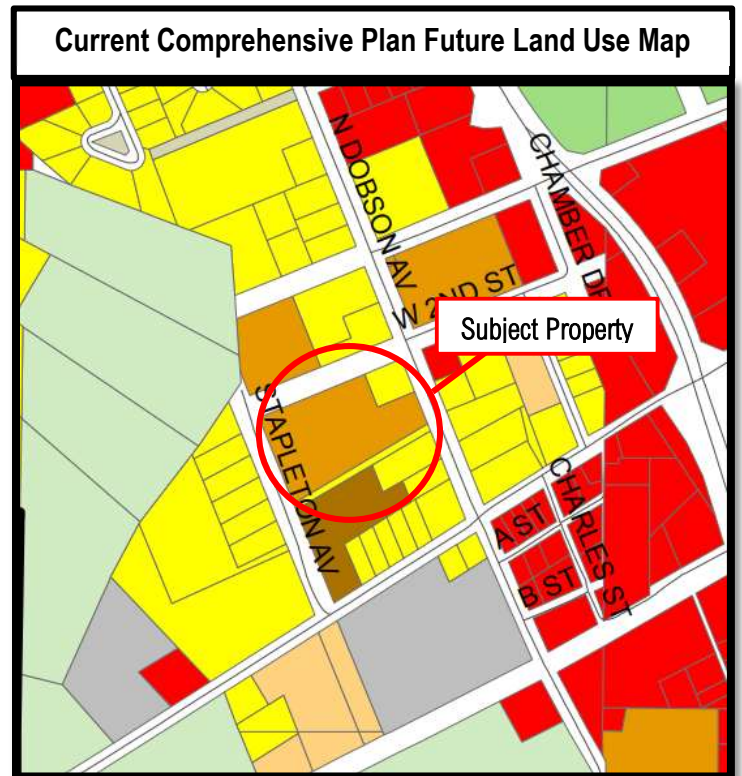 Current Comprehensive Plan Future Land Use Map
N DOBSON AV
CHAMBER DR
W 2ND ST
Subject Property
STAPLETON AV
A ST
CHARLES ST
B ST